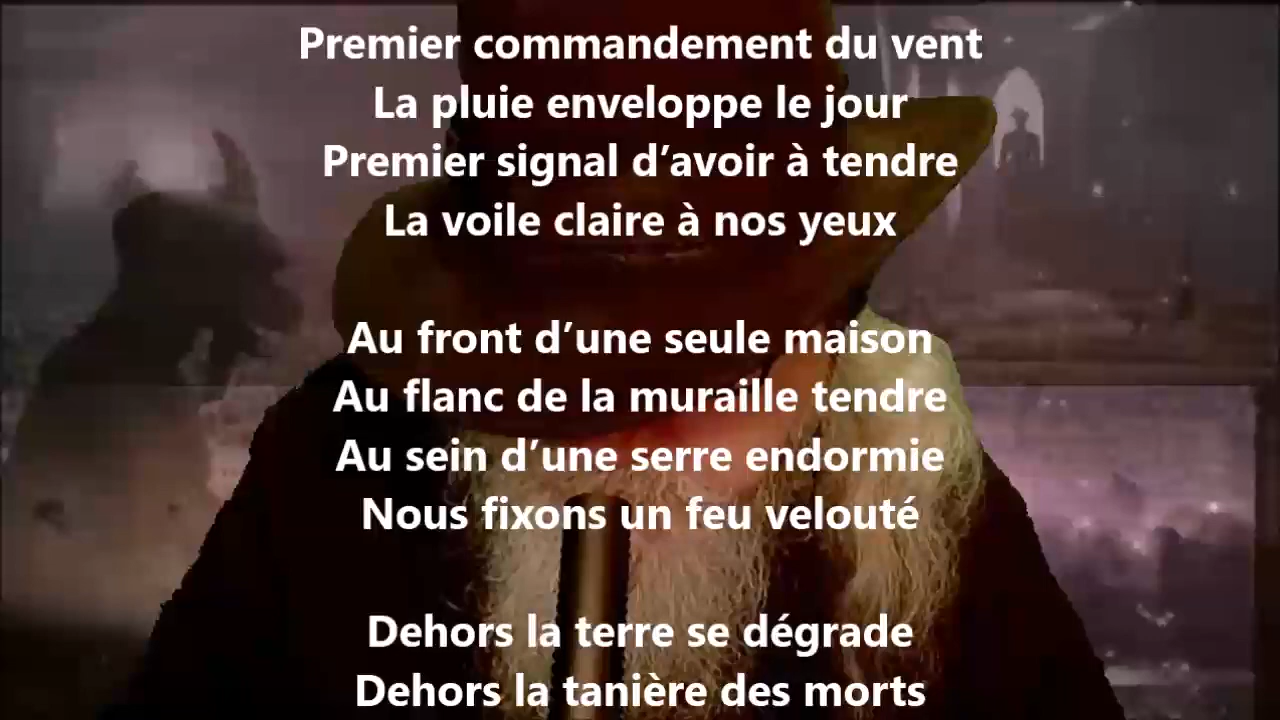 Premier commandement du vent
La pluie enveloppe le jour
Premier signal d’avoir à tendre
La voile claire à nos yeux
Au front d’une seule maison
Au flanc de la muraille tendre
Au sein d’une serre endormie
Nous fixons un feu velouté
Dehors la terre se dégrade
Dehors la tanière des morts